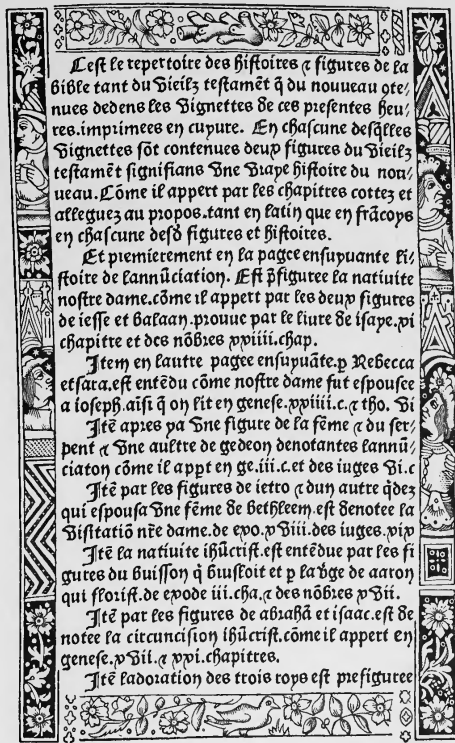 Cest le repertoire des histoires ⁊ figures de la
bible tant du vieilz testamēt q̄ du nouueau ɔte-
nues dedens les vignettes de ces presentes heu-
res.imprimees en cuyure. En chascune desq̄lles
vignettes sōt contenues deux figures du vieilz
testamēt signifians vne vraye histoire du nou-
ueau. Cōme il appert par les chapitres cottez et
alleguez au propos.tant en latin que en frācoys
en chascune desd figures et histoires.
Et premierement en la pagee ensuyuante li-
stoire de lannūciation. Est p̄figuree la natiuite
nostre dame.cōme il appert par les deux figures
de iesse et balaan.prouue par le liure de isaye.xi
chapitre et des nōbres xxiiii.chap.
Item en lautre pagee ensuyuāte.p Rebecca
et sara.est entēdu cōme nostre dame fut espousee
a ioseph.aīsi q̄ on lit en genese.xxiiii.c.⁊ tho. vi
Itē apres ya vne figure de la fēme ⁊ du ser-
pent ⁊ vne aultre de gedeon denotantes lannū-
ciaton cōme il appt en ge.iii.c.et des iuges vi.c
Itē par les figures de ietro ⁊ dun autre q̄dez
qui espousa vne fēme de bethleem.est denotee la
visitatiō nr̄e dame.de exo.xviii.des iuges.xix
Itē la natiuite ihūcrist.est entēdue par les fi
gures du buisson q̄ brusloit et p la v̄ge de aaron
qui florist.de exode iii.cha.⁊ des nōbres xvii.
Itē par les figures de abrahā et isaac.est de
notee la circuncision ihūcrist.cōme il appert en
genese.xvii.⁊ xxi.chapitres.
Itē ladoration des trois roys est prefiguree